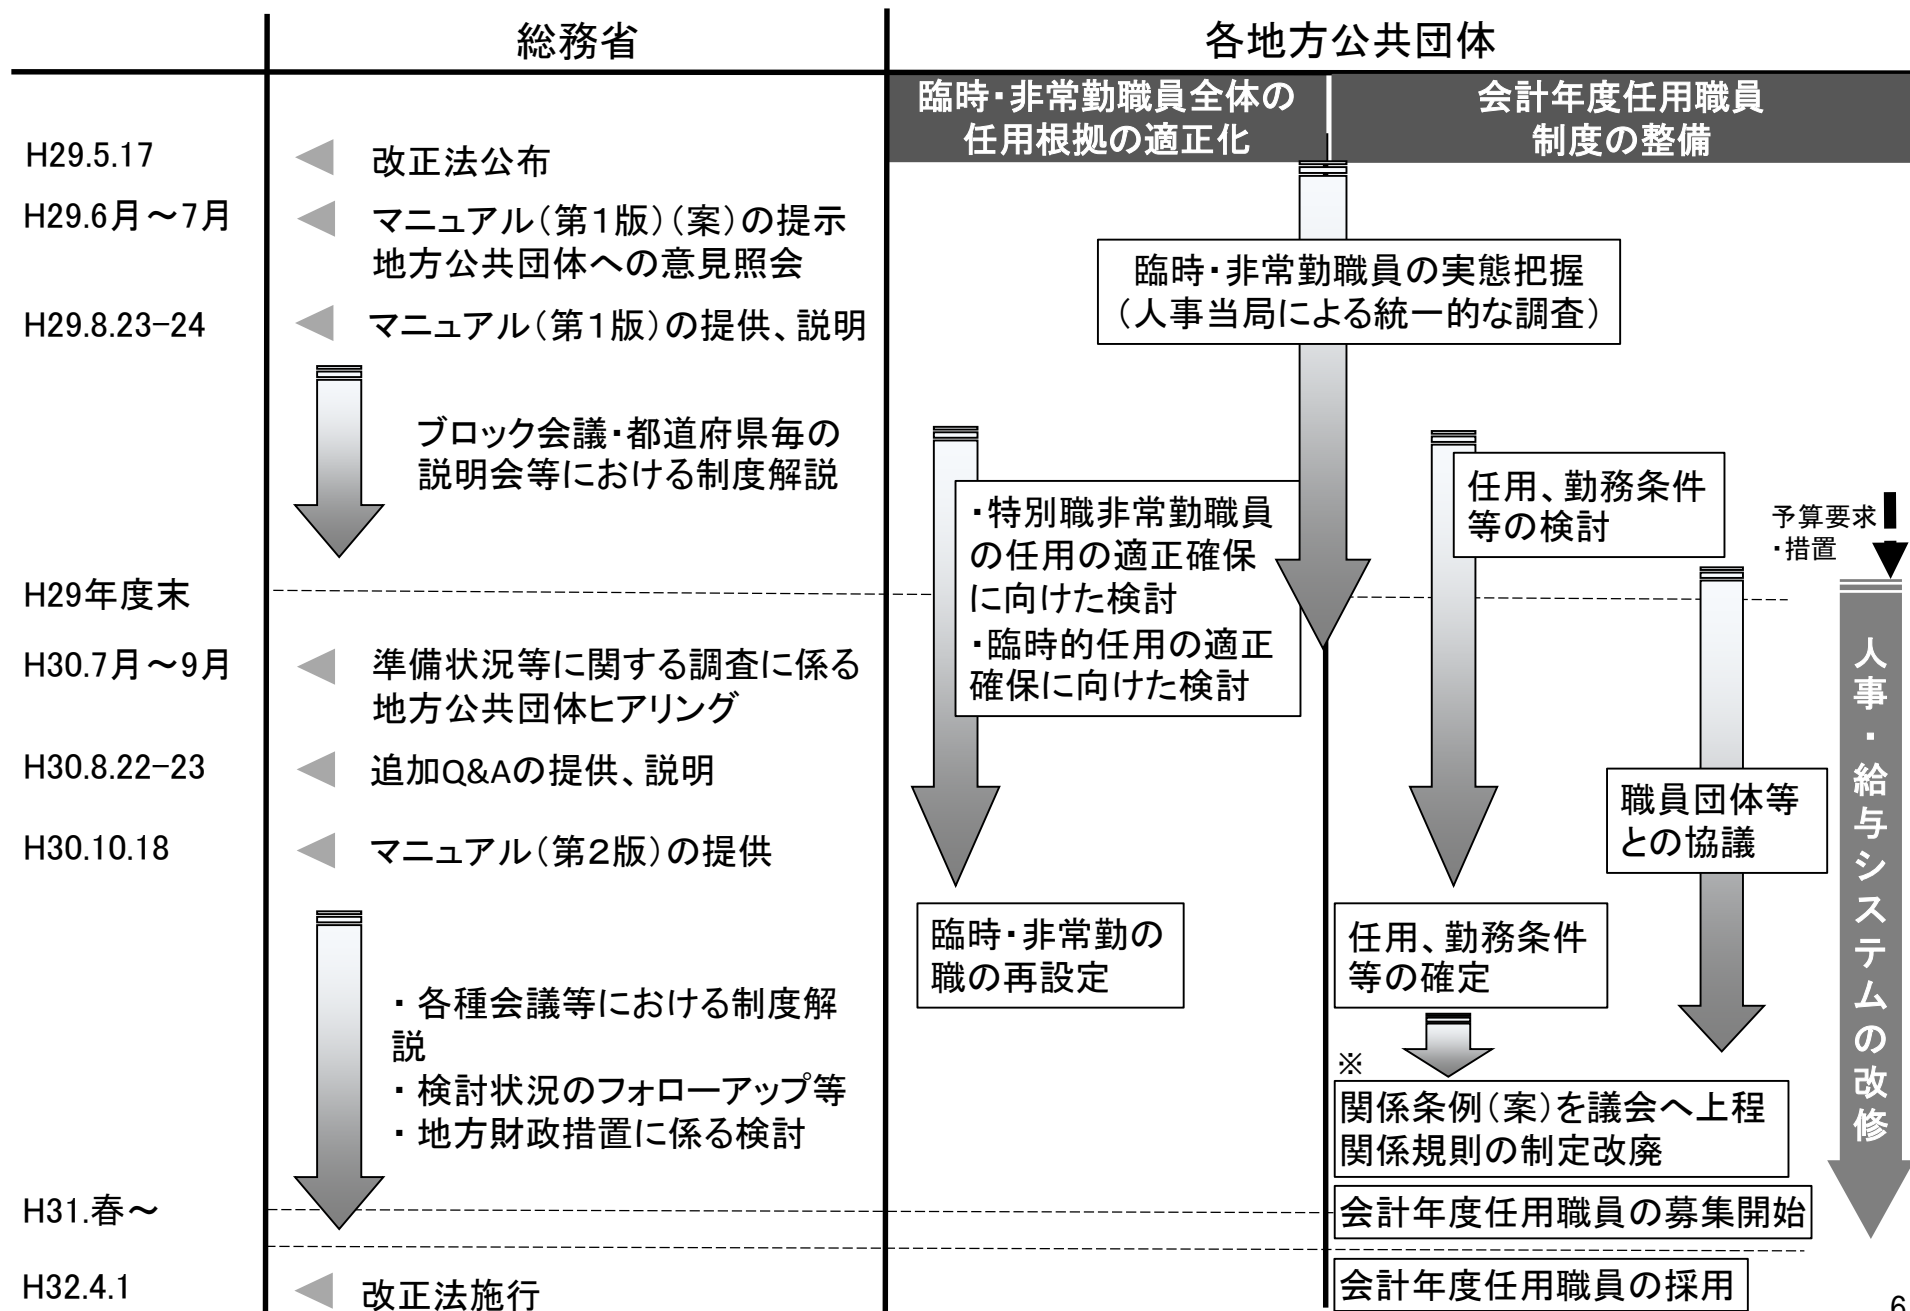 総務省
各地方公共団体
臨時・非常勤職員全体の
任用根拠の適正化
会計年度任用職員
制度の整備
H29.5.17
改正法公布
H29.6月～7月
マニュアル（第１版）（案）の提示
地方公共団体への意見照会
H29.8.23-24
マニュアル（第１版）の提供、説明
ブロック会議・都道府県毎の
説明会等における制度解説
H29年度末
H30.7月～9月
準備状況等に関する調査に係る
地方公共団体ヒアリング
H30.8.22-23
追加Q&Aの提供、説明
H30.10.18
マニュアル（第２版）の提供
・各種会議等における制度解
説
・検討状況のフォローアップ等
・地方財政措置に係る検討
H31.春～
H32.4.1
改正法施行
臨時・非常勤職員の実態把握
（人事当局による統一的な調査）
・特別職非常勤職員
の任用の適正確保
に向けた検討
・臨時的任用の適正
確保に向けた検討
臨時・非常勤の
職の再設定
任用、勤務条件
等の検討
予算要求
・措置
職員団体等
との協議
任用、勤務条件
等の確定
※
関係条例（案）を議会へ上程
関係規則の制定改廃
会計年度任用職員の募集開始
会計年度任用職員の採用
人事・給与システムの改修
6